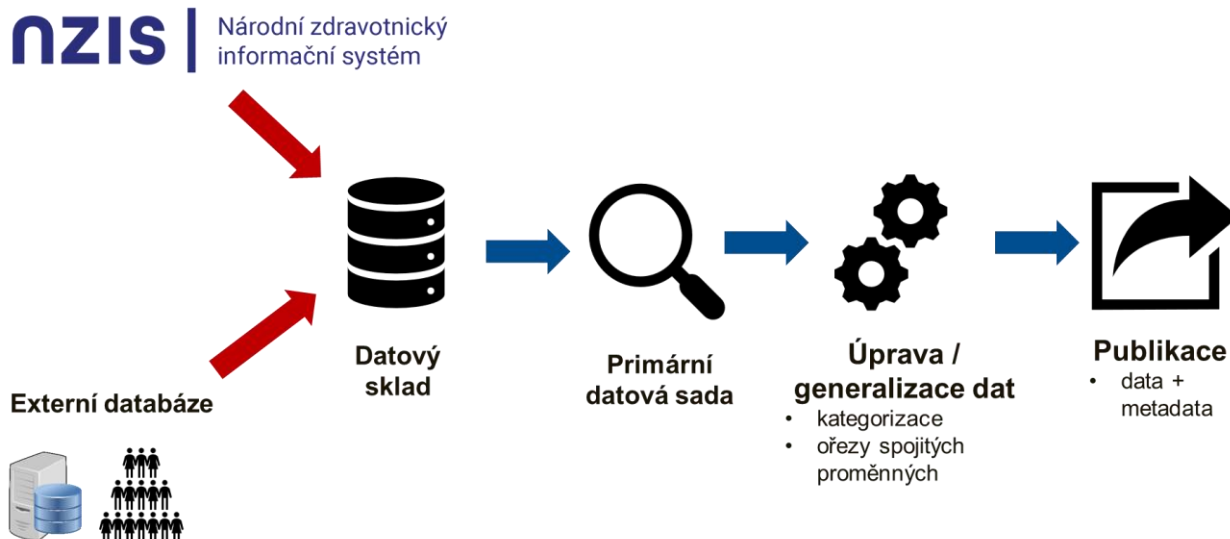 nzis
Národní zdravotnický
informační systém
Externí databáze
Datový
sklad
Primární
datová sada
Úprava /
generalizace dat
• kategorizace
• ořezy spojitých
proměnných
Publikace
• data +
metadata